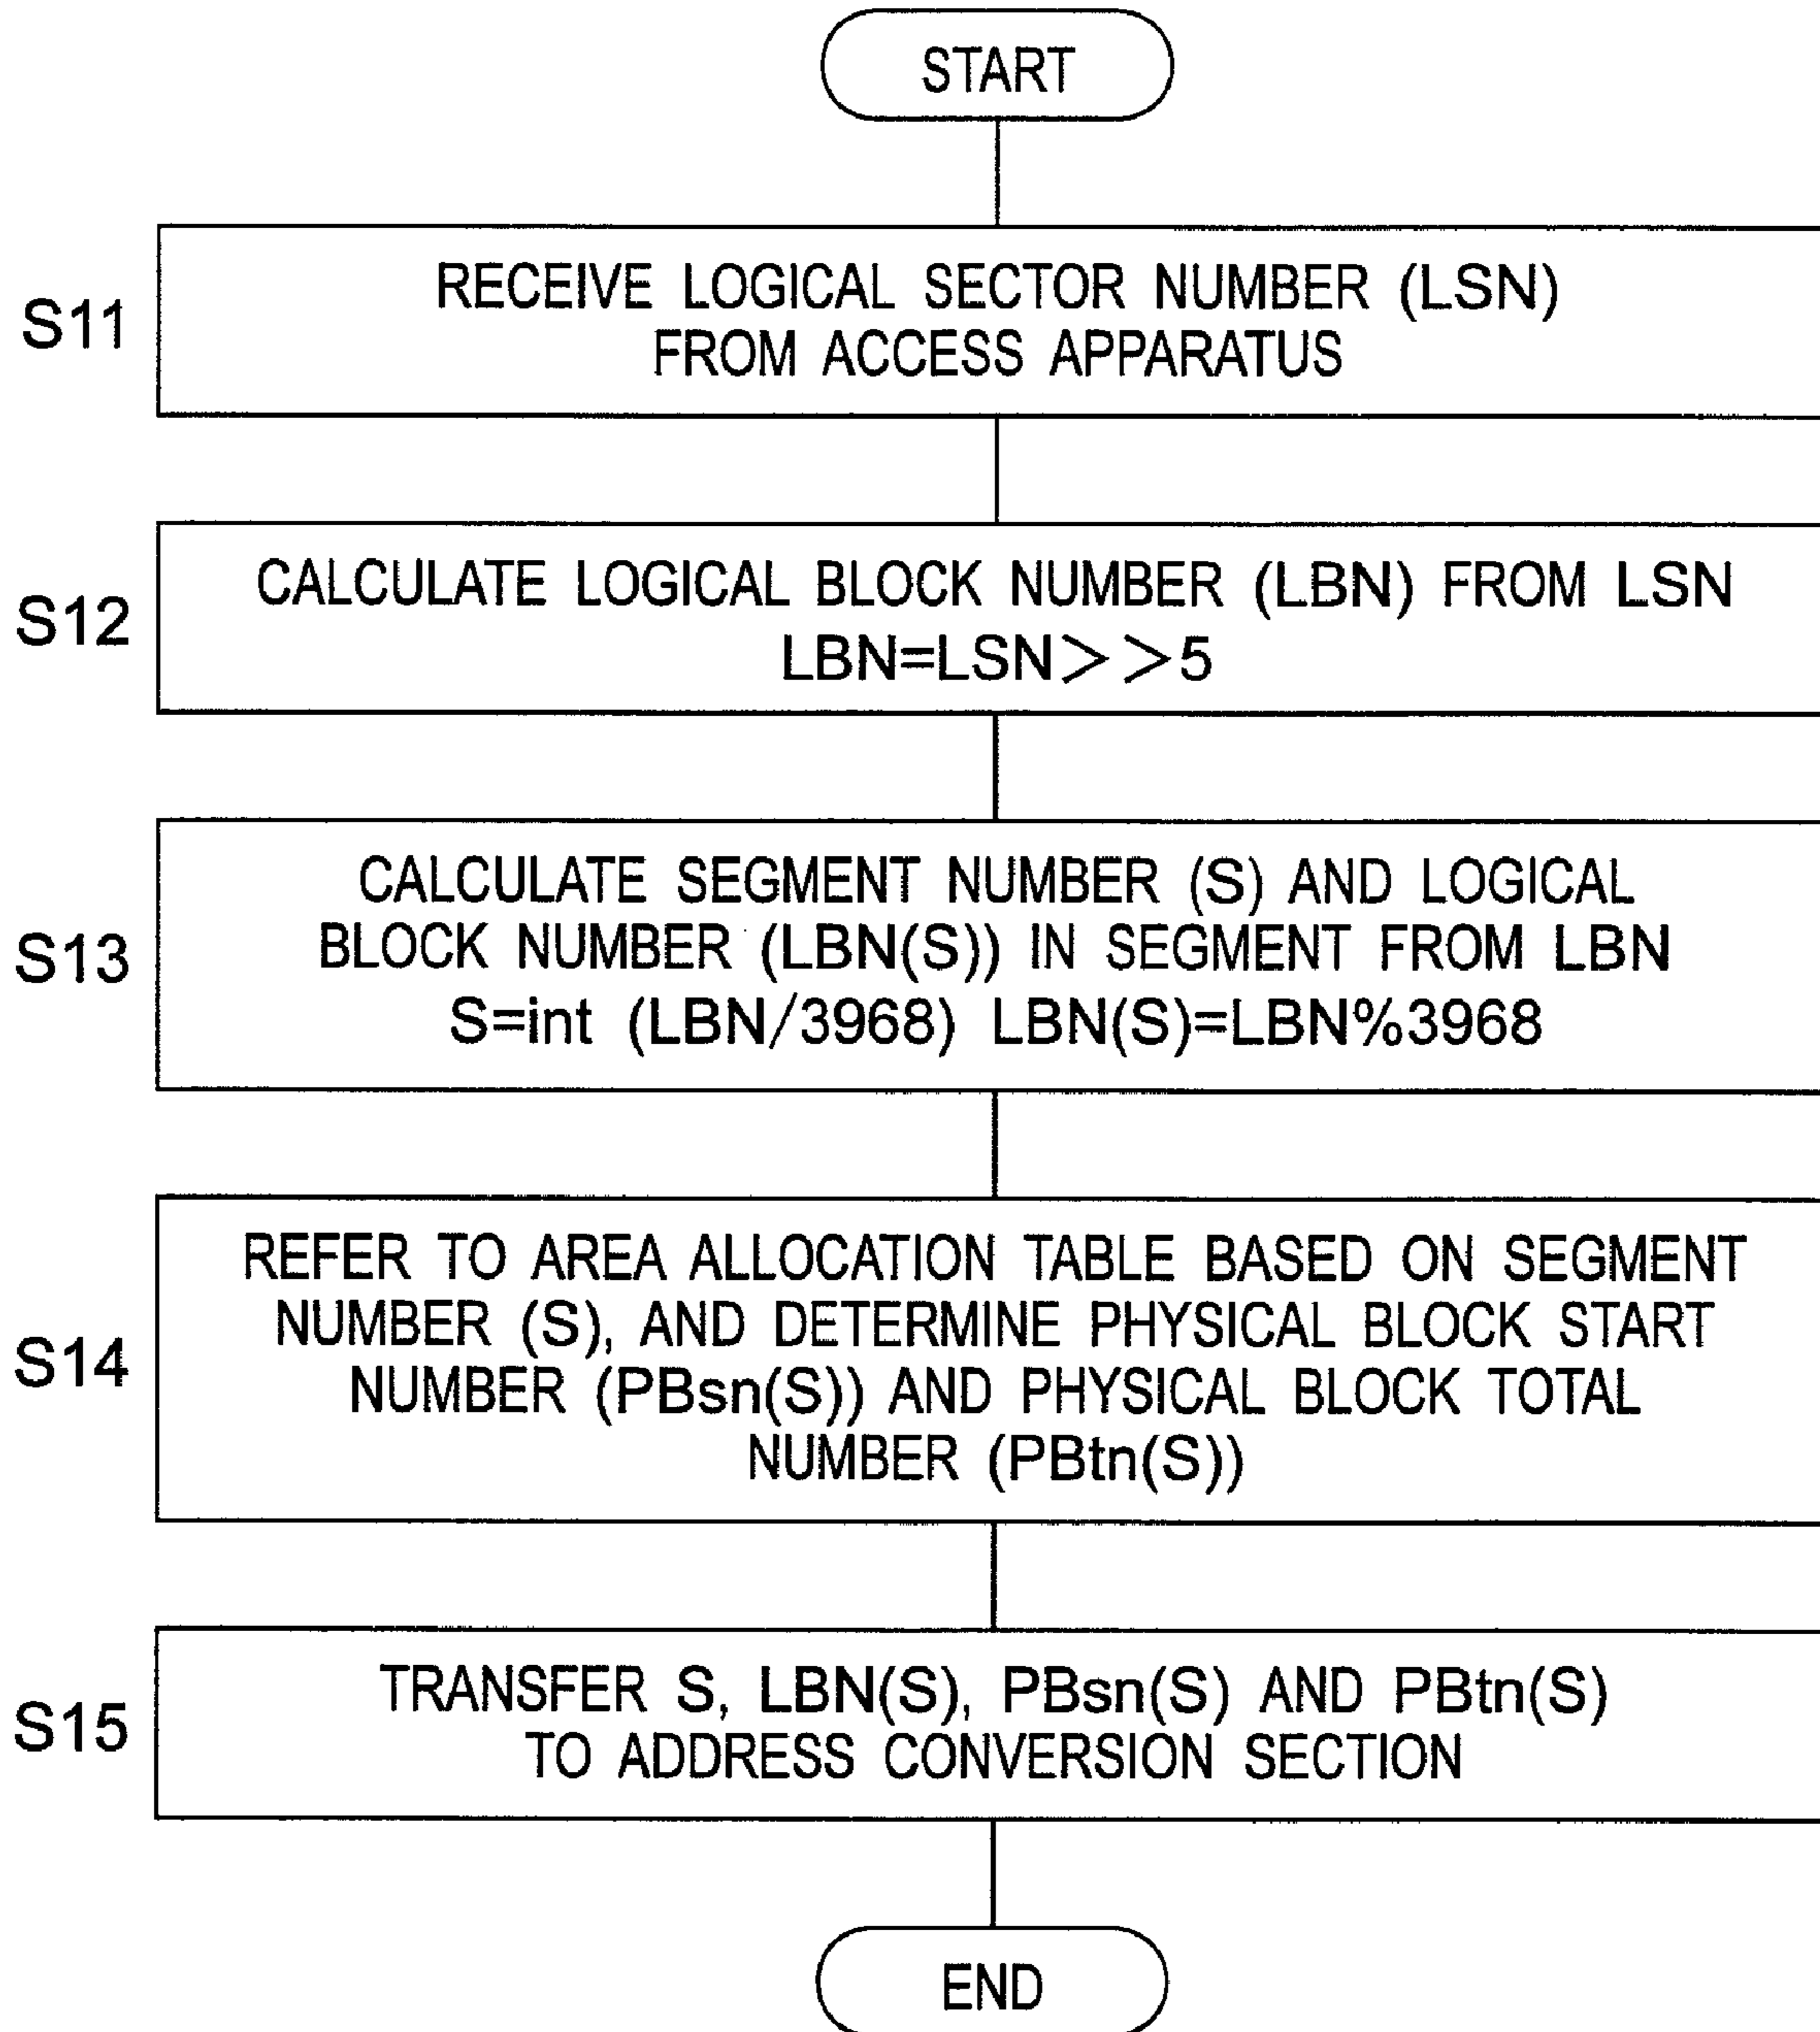 START
S11
RECEIVE LOGICAL SECTOR NUMBER (LSN)
FROM ACCESS APPARATUS
S12
CALCULATE LOGICAL BLOCK NUMBER (LBN) FROM LSN
LBN=LSN>>5
S13
CALCULATE SEGMENT NUMBER (S) AND LOGICAL
BLOCK NUMBER (LBN(S)) IN SEGMENT FROM LBN
S=int (LBN/3968) LBN(S)=LBN%3968
S14
REFER TO AREA ALLOCATION TABLE BASED ON SEGMENT
NUMBER (S), AND DETERMINE PHYSICAL BLOCK START
NUMBER (PBsn(S)) AND PHYSICAL BLOCK TOTAL
NUMBER (PBtn(S))
S15
TRANSFER S, LBN(S), PBsn(S) AND PBtn(S)
TO ADDRESS CONVERSION SECTION
END